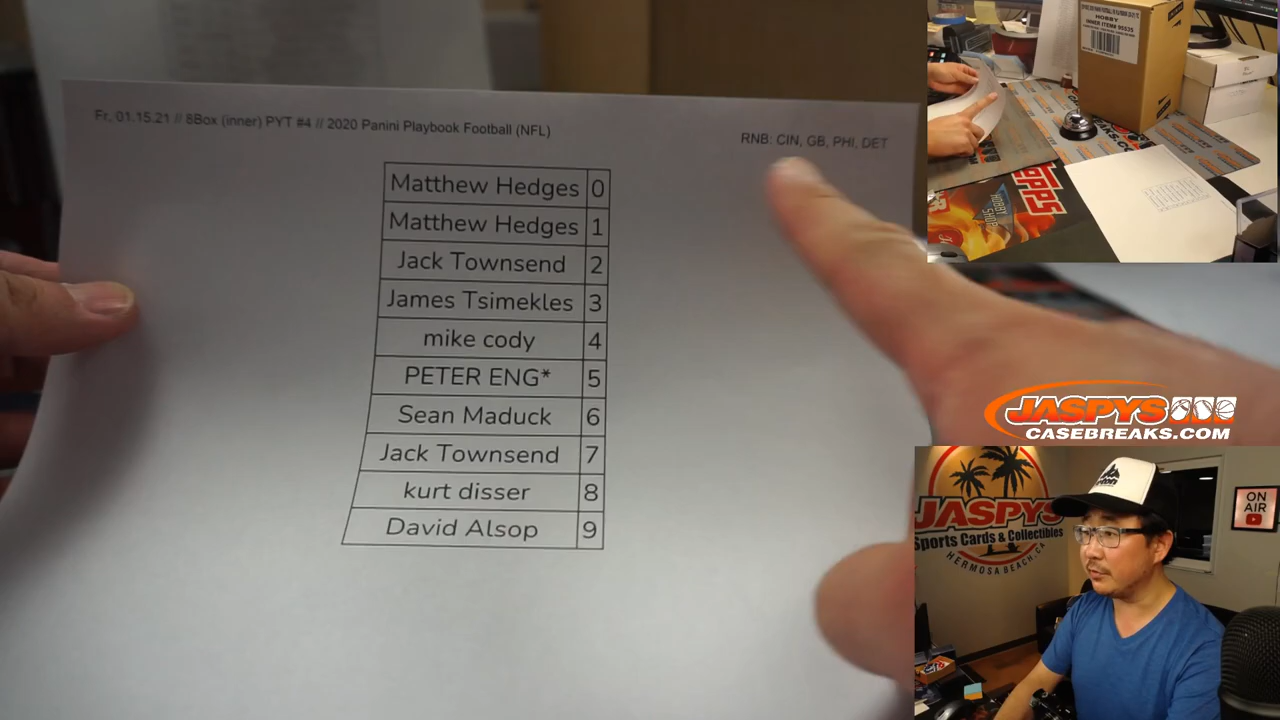 Fr, 01.15.21 // 8Box (inner) PYT #4 // 2020 Panini Playbook Football (NFL)
RNB: CIN, GB, PHI, DET
Matthew Hedges 0
Matthew Hedges 1
Jack Townsend 2
James Tsimekles 3
mike cody 4
PETER ENG* 5
Sean Maduck 6
Jack Townsend 7
kurt disser 8
David Alsop 9
HOBBY
TOPPS
HOBBY
SHOP
JASPYS
CASEBREAKS.COM
JASPYS
Sports Cards & Collectibles
HERMOSA BEACH, CA
ON
AIR